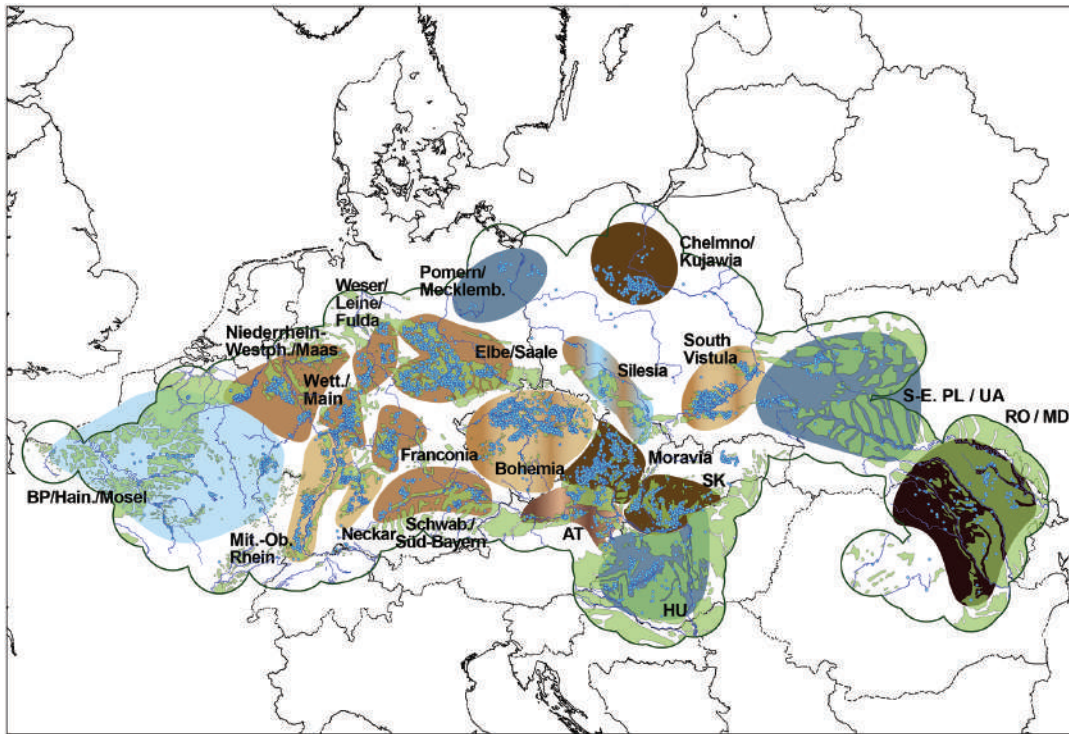 Chelmno/
Kujawia
Pomern/
Mecklemb.
Weser/
Leine/
Fulda
Niederrhein-
Westph./Maas
Elbe/Saale
South
Vistula
Silesia
Wett./
Main
S-E. PL / UA
RO / MD
Franconia
Bohemia
Moravia
SK
BP/Hain./Mosel
Mit.-Ob.
Rhein
Neckar
Schwab./
Süd-Bayern
AT
HU